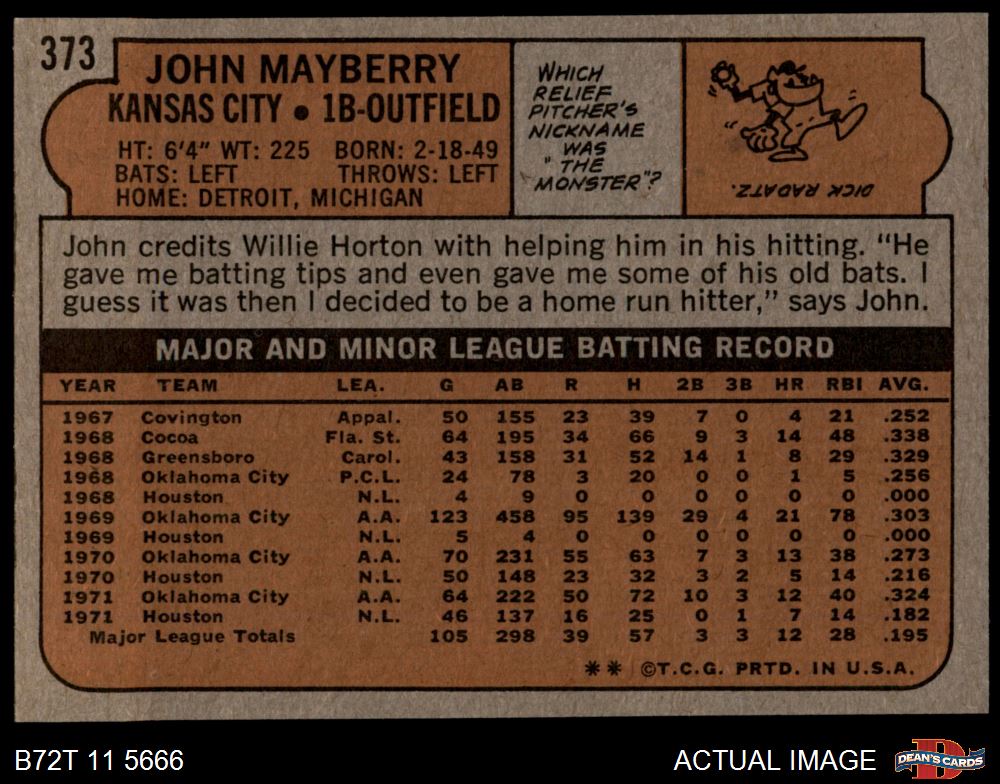 373
JOHN MAYBERRY
KANSAS CITY • 1B-OUTFIELD
HT: 6'4" WT: 225 BORN: 2-18-49
BATS: LEFT THROWS: LEFT
HOME: DETROIT, MICHIGAN
WHICH
RELIEF
PITCHER'S
NICKNAME
WAS
"THE
MONSTER"?
DICK RADATZ.
John credits Willie Horton with helping him in his hitting. “He
gave me batting tips and even gave me some of his old bats. I
guess it was then I decided to be a home run hitter,” says John.
MAJOR AND MINOR LEAGUE BATTING RECORD
YEAR TEAM LEA. G AB R H 2B 3B HR RBI AVG.
1967 Covington Appal. 50 155 23 39 7 0 4 21 .252
1968 Cocoa Fla. St. 64 195 34 66 9 3 14 48 .338
1968 Greensboro Carol. 43 158 31 52 14 1 8 29 .329
1968 Oklahoma City P.C.L. 24 78 3 20 0 0 1 5 .256
1968 Houston N.L. 4 9 0 0 0 0 0 0 .000
1969 Oklahoma City A.A. 123 458 95 139 29 4 21 78 .303
1969 Houston N.L. 5 4 0 0 0 0 0 0 .000
1970 Oklahoma City A.A. 70 231 55 63 7 3 13 38 .273
1970 Houston N.L. 50 148 23 32 3 2 5 14 .216
1971 Oklahoma City A.A. 64 222 50 72 10 3 12 40 .324
1971 Houston N.L. 46 137 16 25 0 1 7 14 .182
Major League Totals 105 298 39 57 3 3 12 28 .195
** ©T.C.G. PRTD. IN U.S.A.
B72T 11 5666
ACTUAL IMAGE
D
DEAN'S CARDS